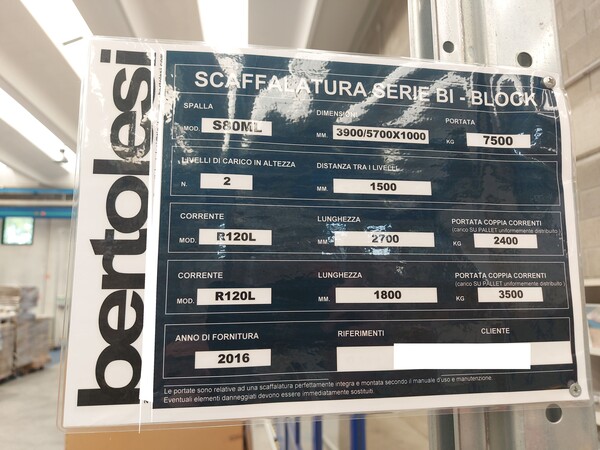 bertolesi
SCAFFALATURA SERIE BI - BLOCK
SPALLA DIMENSIONI PORTATA
MOD. S80ML MM. 3900/5700X1000 KG 7500
LIVELLI DI CARICO IN ALTEZZA DISTANZA TRA I LIVELLI
N. 2 MM. 1500
CORRENTE LUNGHEZZA PORTATA COPPIA CORRENTI
(carico SU PALLET uniformemente distribuito)
MOD. R120L MM. 2700 KG 2400
CORRENTE LUNGHEZZA PORTATA COPPIA CORRENTI
(carico SU PALLET uniformemente distribuito)
MOD. R120L MM. 1800 KG 3500
ANNO DI FORNITURA RIFERIMENTI CLIENTE
2016
Le portate sono relative ad una scaffalatura perfettamente integra e montata secondo il manuale d'uso e manutenzione.
Eventuali elementi danneggiati devono essere immediatamente sostituiti.